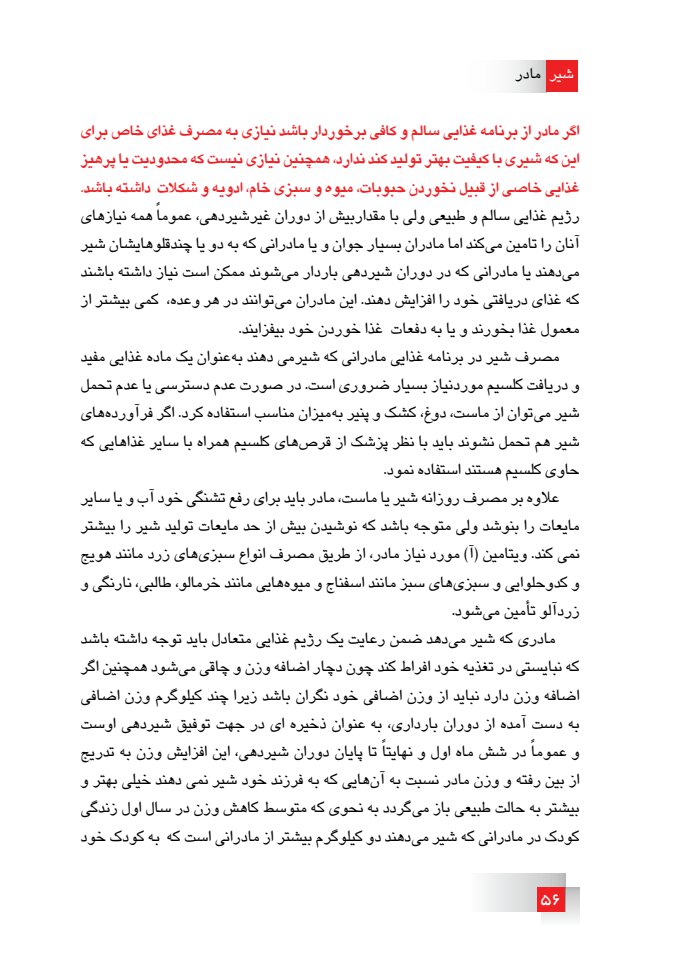 شیر مادر
اگر مادر از برنامه غذایی سالم و کافی برخوردار باشد نیازی به مصرف غذای خاص برای
این که شیری با کیفیت بهتر تولید کند ندارد، همچنین نیازی نیست که محدودیت یا پرهیز
غذایی خاصی از قبیل نخوردن حبوبات، میوه و سبزی خام، ادویه و شکلات داشته باشد.
رژیم غذایی سالم و طبیعی ولی با مقداربیش از دوران غیرشیردهی، عموماً همه نیازهای
آنان را تامین می‌کند اما مادران بسیار جوان و یا مادرانی که به دو یا چندقلوهایشان شیر
می‌دهند یا مادرانی که در دوران شیردهی باردار می‌شوند ممکن است نیاز داشته باشند
که غذای دریافتی خود را افزایش دهند. این مادران می‌توانند در هر وعده، کمی بیشتر از
معمول غذا بخورند و یا به دفعات غذا خوردن خود بیفزایند.
مصرف شیر در برنامه غذایی مادرانی که شیرمی دهند به‌عنوان یک ماده غذایی مفید
و دریافت کلسیم موردنیاز بسیار ضروری است. در صورت عدم دسترسی یا عدم تحمل
شیر می‌توان از ماست، دوغ، کشک و پنیر به‌میزان مناسب استفاده کرد. اگر فرآورده‌های
شیر هم تحمل نشوند باید با نظر پزشک از قرص‌های کلسیم همراه با سایر غذاهایی که
حاوی کلسیم هستند استفاده نمود.
علاوه بر مصرف روزانه شیر یا ماست، مادر باید برای رفع تشنگی خود آب و یا سایر
مایعات را بنوشد ولی متوجه باشد که نوشیدن بیش از حد مایعات تولید شیر را بیشتر
نمی کند. ویتامین (آ) مورد نیاز مادر، از طریق مصرف انواع سبزی‌های زرد مانند هویج
و کدوحلوایی و سبزی‌های سبز مانند اسفناج و میوه‌هایی مانند خرمالو، طالبی، نارنگی و
زردآلو تأمین می‌شود.
مادری که شیر می‌دهد ضمن رعایت یک رژیم غذایی متعادل باید توجه داشته باشد
که نبایستی در تغذیه خود افراط کند چون دچار اضافه وزن و چاقی می‌شود همچنین اگر
اضافه وزن دارد نباید از وزن اضافی خود نگران باشد زیرا چند کیلوگرم وزن اضافی
به دست آمده از دوران بارداری، به عنوان ذخیره ای در جهت توفیق شیردهی اوست
و عموماً در شش ماه اول و نهایتاً تا پایان دوران شیردهی، این افزایش وزن به تدریج
از بین رفته و وزن مادر نسبت به آن‌هایی که به فرزند خود شیر نمی دهند خیلی بهتر و
بیشتر به حالت طبیعی باز می‌گردد به نحوی که متوسط کاهش وزن در سال اول زندگی
کودک در مادرانی که شیر می‌دهند دو کیلوگرم بیشتر از مادرانی است که به کودک خود
۵۶